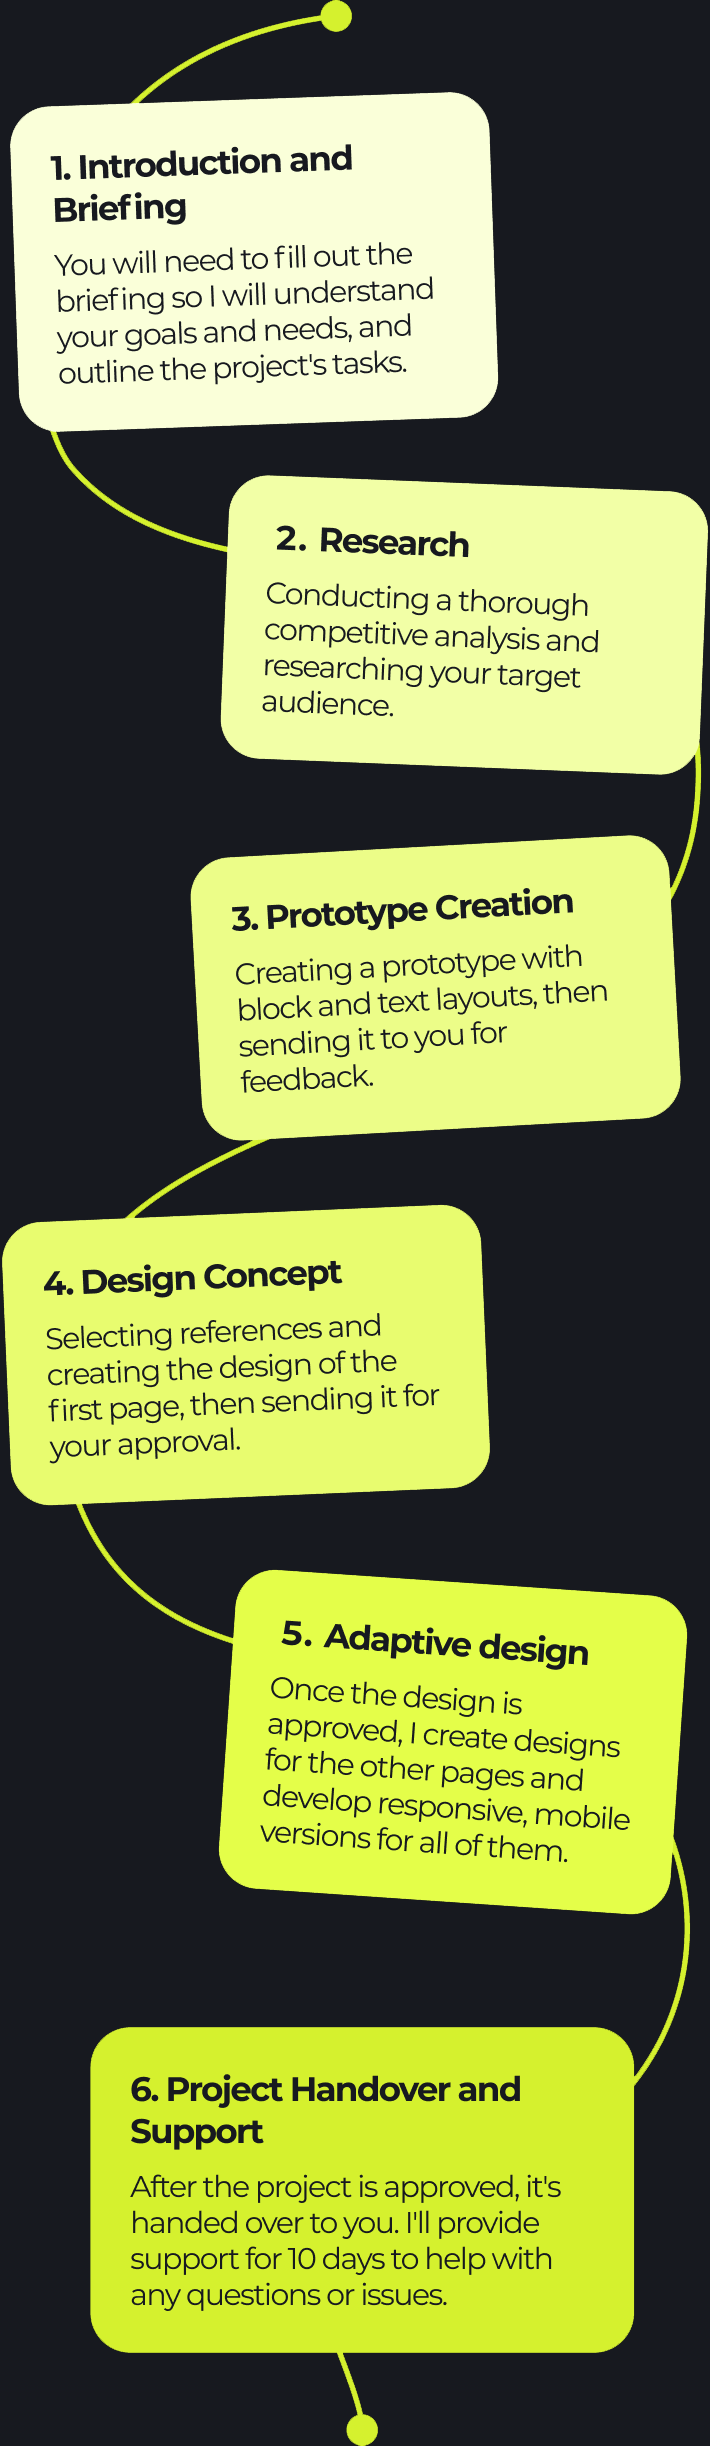 1. Introduction and
Briefing
You will need to fill out the
briefing so I will understand
your goals and needs, and
outline the project's tasks.
2. Research
Conducting a thorough
competitive analysis and
researching your target
audience.
3. Prototype Creation
Creating a prototype with
block and text layouts, then
sending it to you for
feedback.
4. Design Concept
Selecting references and
creating the design of the
first page, then sending it for
your approval.
5. Adaptive design
Once the design is
approved, I create designs
for the other pages and
develop responsive, mobile
versions for all of them.
6. Project Handover and
Support
After the project is approved, it's
handed over to you. I'll provide
support for 10 days to help with
any questions or issues.